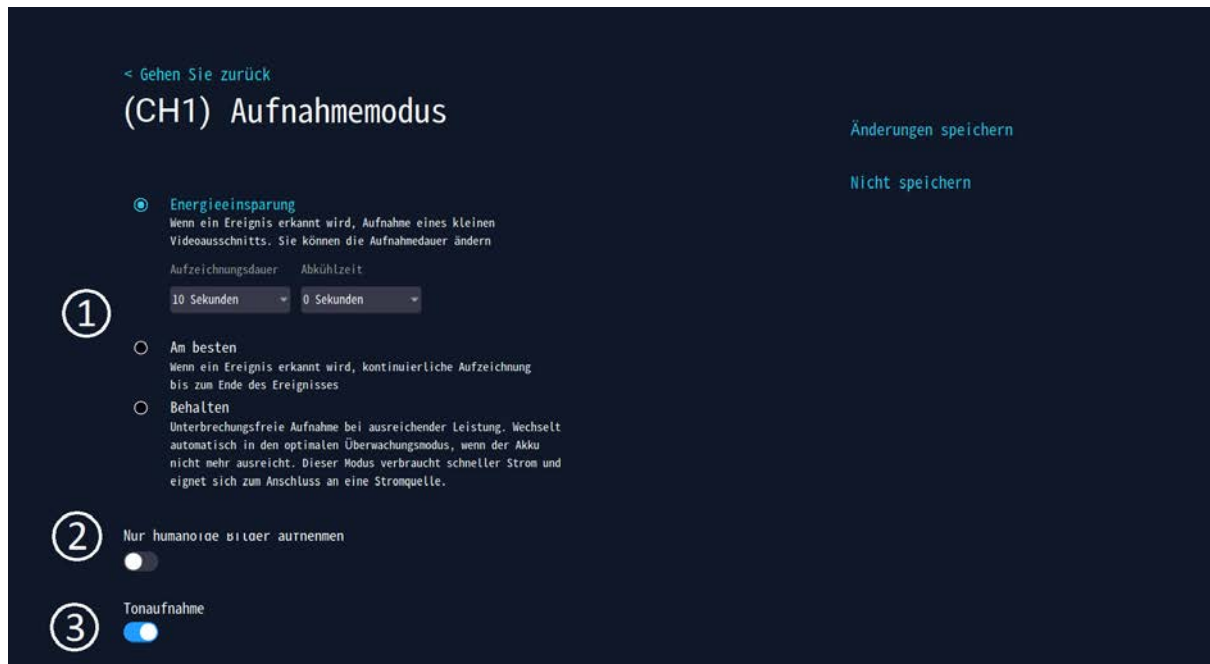 < Gehen Sie zurück
(CH1) Aufnahmemodus
Änderungen speichern
Nicht speichern
Energieeinsparung
Wenn ein Ereignis erkannt wird, Aufnahme eines kleinen
Videoausschnitts. Sie können die Aufnahmedauer ändern
Aufzeichnungsdauer Abkühlzeit
10 Sekunden 0 Sekunden
1
Am besten
Wenn ein Ereignis erkannt wird, kontinuierliche Aufzeichnung
bis zum Ende des Ereignisses
Behalten
Unterbrechungsfreie Aufnahme bei ausreichender Leistung. Wechselt
automatisch in den optimalen Überwachungsmodus, wenn der Akku
nicht mehr ausreicht. Dieser Modus verbraucht schneller Strom und
eignet sich zum Anschluss an eine Stromquelle.
2
Nur humanoide Bilder aufnehmen
3
Tonaufnahme